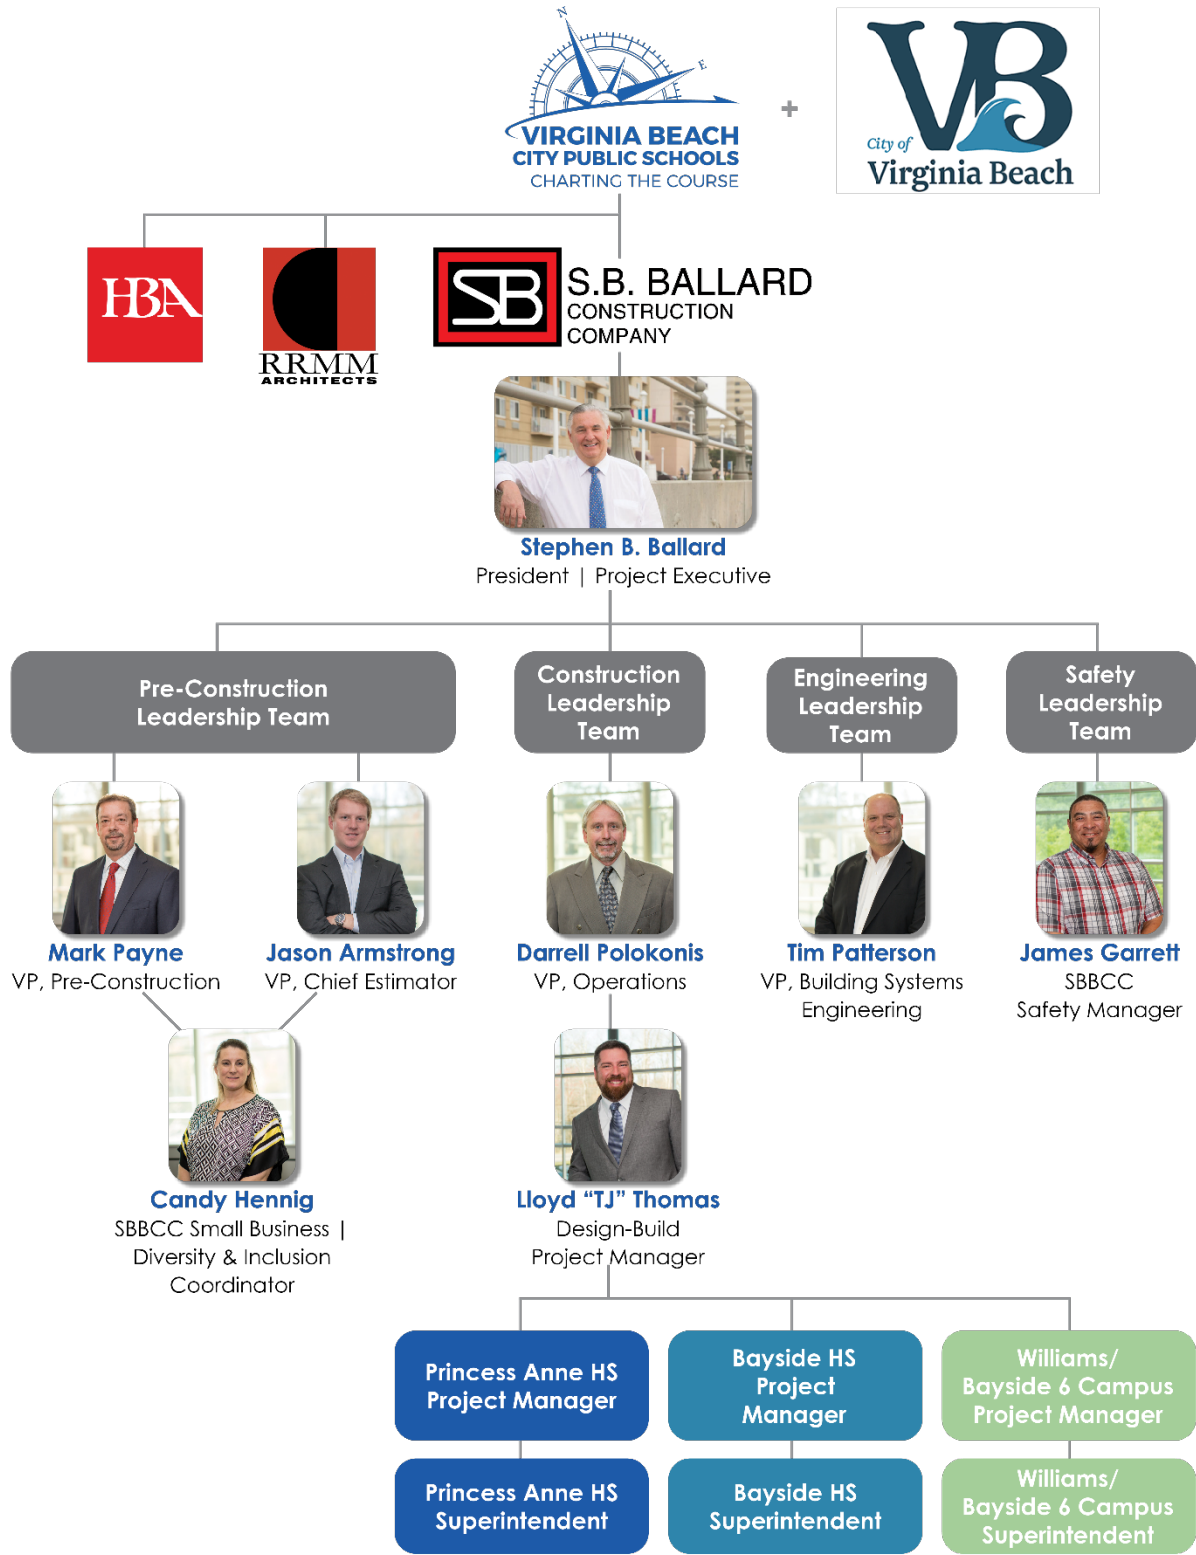 N
E
VIRGINIA BEACH
CITY PUBLIC SCHOOLS
CHARTING THE COURSE
+
VB
City of
Virginia Beach
HBA
RRMM
ARCHITECTS
SB
S.B. BALLARD
CONSTRUCTION
COMPANY
Stephen B. Ballard
President | Project Executive
Pre-Construction
Leadership Team
Construction
Leadership
Team
Engineering
Leadership
Team
Safety
Leadership
Team
Mark Payne
VP, Pre-Construction
Jason Armstrong
VP, Chief Estimator
Darrell Polokonis
VP, Operations
Tim Patterson
VP, Building Systems
Engineering
James Garrett
SBBCC
Safety Manager
Candy Hennig
SBBCC Small Business |
Diversity & Inclusion
Coordinator
Lloyd “TJ” Thomas
Design-Build
Project Manager
Princess Anne HS
Project Manager
Bayside HS
Project
Manager
Williams/
Bayside 6 Campus
Project Manager
Princess Anne HS
Superintendent
Bayside HS
Superintendent
Williams/
Bayside 6 Campus
Superintendent